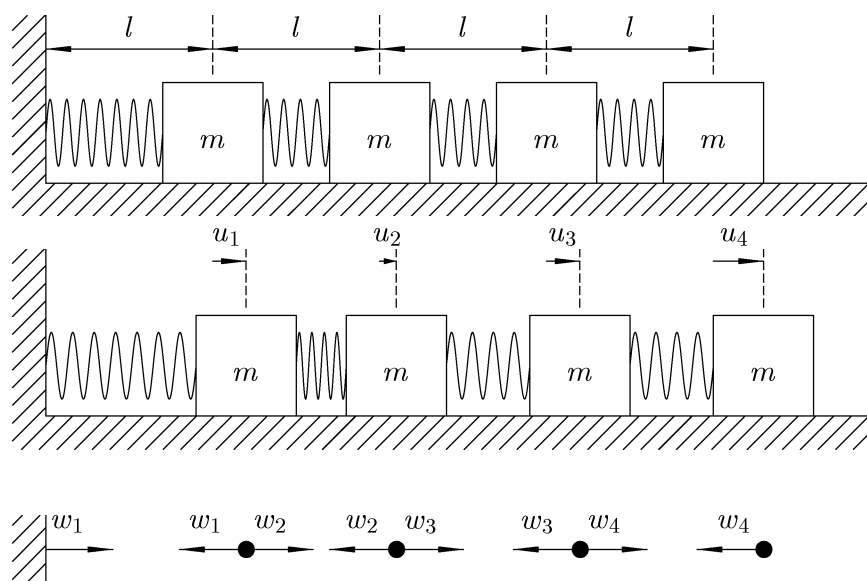 l l l l
m m m m
u₁ u₂ u₃ u₄
m m m m
w₁ w₁ w₂ w₂ w₃ w₃ w₄ w₄